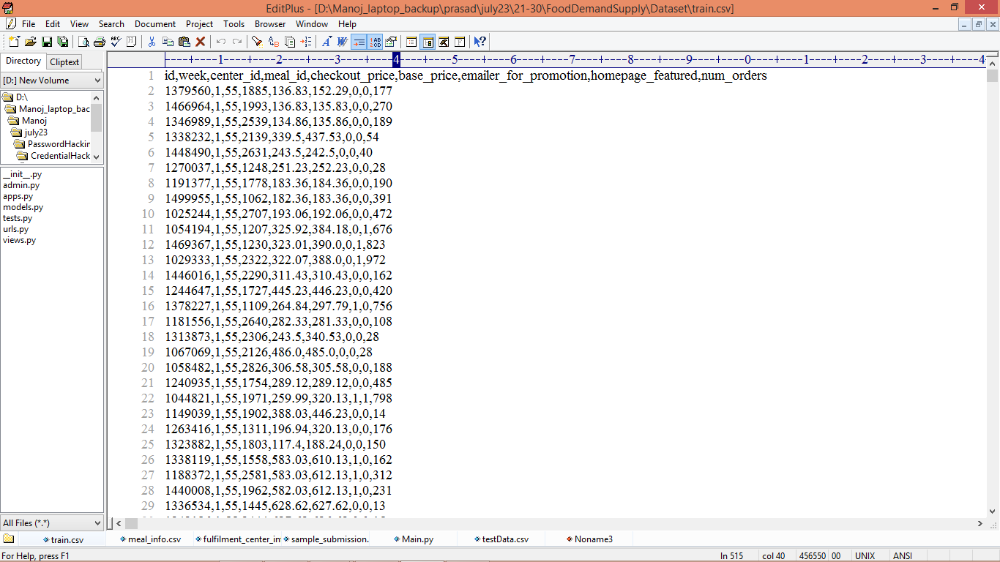 EditPlus - [D:\Manoj_laptop_backup\prasad\july23\21-30\FoodDemandSupply\Dataset\train.csv]
File Edit View Search Document Project Tools Browser Window Help
Directory Cliptext
[D:] New Volume
D:\
Manoj_laptop_bac
Manoj
july23
PasswordHackin
CredentialHack
__init__.py
admin.py
apps.py
models.py
tests.py
urls.py
views.py
All Files (*.*)
----+----1----+----2----+----3----+----4----+----5----+----6----+----7----+----8----+----9----+----0----+----1----+----2----+----3----+----4
1 id,week,center_id,meal_id,checkout_price,base_price,emailer_for_promotion,homepage_featured,num_orders
2 1379560,1,55,1885,136.83,152.29,0,0,177
3 1466964,1,55,1993,136.83,135.83,0,0,270
4 1346989,1,55,2539,134.86,135.86,0,0,189
5 1338232,1,55,2139,339.5,437.53,0,0,54
6 1448490,1,55,2631,243.5,242.5,0,0,40
7 1270037,1,55,1248,251.23,252.23,0,0,28
8 1191377,1,55,1778,183.36,184.36,0,0,190
9 1499955,1,55,1062,182.36,183.36,0,0,391
10 1025244,1,55,2707,193.06,192.06,0,0,472
11 1054194,1,55,1207,325.92,384.18,0,1,676
12 1469367,1,55,1230,323.01,390.0,0,1,823
13 1029333,1,55,2322,322.07,388.0,0,1,972
14 1446016,1,55,2290,311.43,310.43,0,0,162
15 1244647,1,55,1727,445.23,446.23,0,0,420
16 1378227,1,55,1109,264.84,297.79,1,0,756
17 1181556,1,55,2640,282.33,281.33,0,0,108
18 1313873,1,55,2306,243.5,340.53,0,0,28
19 1067069,1,55,2126,486.0,485.0,0,0,28
20 1058482,1,55,2826,306.58,305.58,0,0,188
21 1240935,1,55,1754,289.12,289.12,0,0,485
22 1044821,1,55,1971,259.99,320.13,1,1,798
23 1149039,1,55,1902,388.03,446.23,0,0,14
24 1263416,1,55,1311,196.94,320.13,0,0,176
25 1323882,1,55,1803,117.4,188.24,0,0,150
26 1338119,1,55,1558,583.03,610.13,1,0,162
27 1188372,1,55,2581,583.03,612.13,1,0,312
28 1440008,1,55,1962,582.03,612.13,1,0,231
29 1336534,1,55,1445,628.62,627.62,0,0,13
train.csv meal_info.csv fulfilment_center_in sample_submission. Main.py testData.csv Noname3
For Help, press F1 ln 515 col 40 456550 00 UNIX ANSI